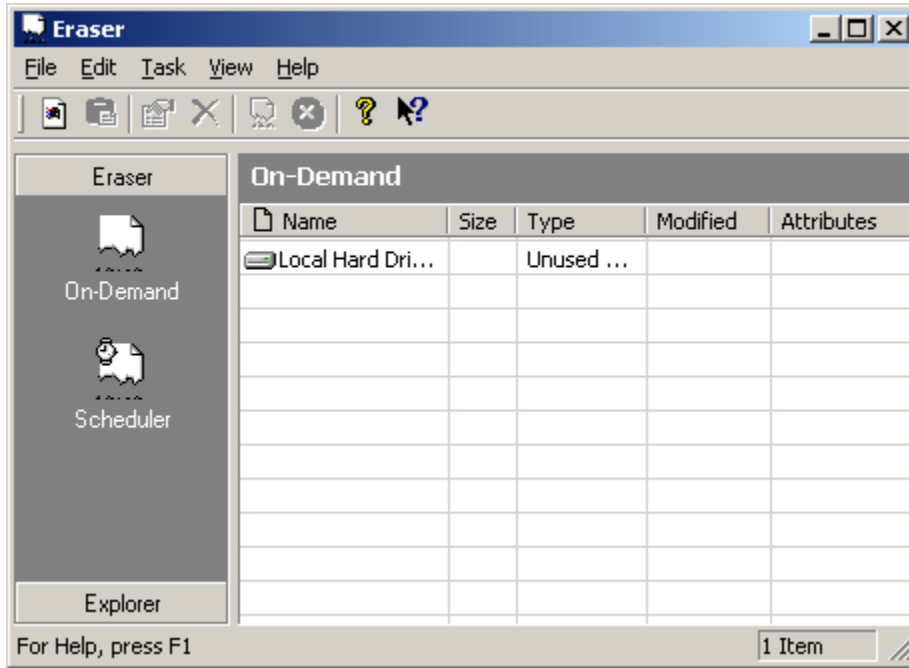 Eraser
File Edit Task View Help
Eraser
On-Demand
Scheduler
Explorer
On-Demand
Name Size Type Modified Attributes
Local Hard Dri... Unused ...
For Help, press F1
1 Item